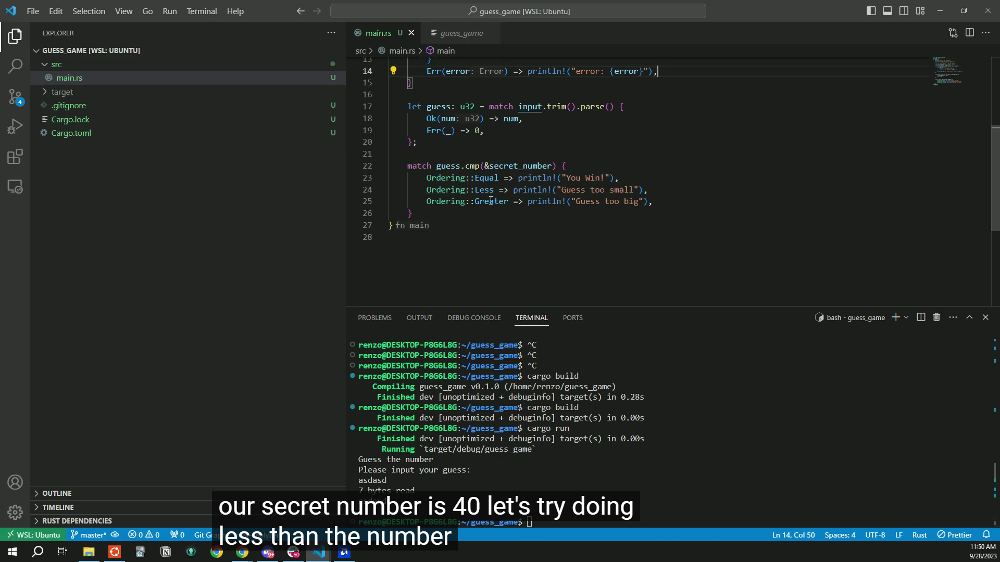 File Edit Selection View Go Run Terminal Help
guess_game [WSL: Ubuntu]
EXPLORER
GUESS_GAME [WSL: UBUNTU]
src
main.rs
target
.gitignore U
Cargo.lock U
Cargo.toml U
OUTLINE
TIMELINE
RUST DEPENDENCIES
4
main.rs U
guess_game
src > main.rs > main
13 }
14 Err(error: Error) => println!("error: {error}"),
15 }
16
17 let guess: u32 = match input.trim().parse() {
18 Ok(num: u32) => num,
19 Err(_) => 0,
20 };
21
22 match guess.cmp(&secret_number) {
23 Ordering::Equal => println!("You Win!"),
24 Ordering::Less => println!("Guess too small"),
25 Ordering::Greater => println!("Guess too big"),
26 }
27 } fn main
28
PROBLEMS OUTPUT DEBUG CONSOLE TERMINAL PORTS
bash - guess_game
renzo@DESKTOP-P8G6L8G:~/guess_game$ ^C
renzo@DESKTOP-P8G6L8G:~/guess_game$ ^C
renzo@DESKTOP-P8G6L8G:~/guess_game$ ^C
renzo@DESKTOP-P8G6L8G:~/guess_game$ cargo build
Compiling guess_game v0.1.0 (/home/renzo/guess_game)
Finished dev [unoptimized + debuginfo] target(s) in 0.28s
renzo@DESKTOP-P8G6L8G:~/guess_game$ cargo build
Finished dev [unoptimized + debuginfo] target(s) in 0.00s
renzo@DESKTOP-P8G6L8G:~/guess_game$ cargo run
Finished dev [unoptimized + debuginfo] target(s) in 0.00s
Running `target/debug/guess_game`
Guess the number
Please input your guess:
asdasd
7 bytes read
renzo@DESKTOP-P8G6L8G:~/guess_game$
our secret number is 40 let's try doing
less than the number
WSL: Ubuntu master* 0 0 0 Git Gra
Ln 14, Col 50 Spaces: 4 UTF-8 LF Rust Prettier
9+
60
11:50 AM
9/28/2023